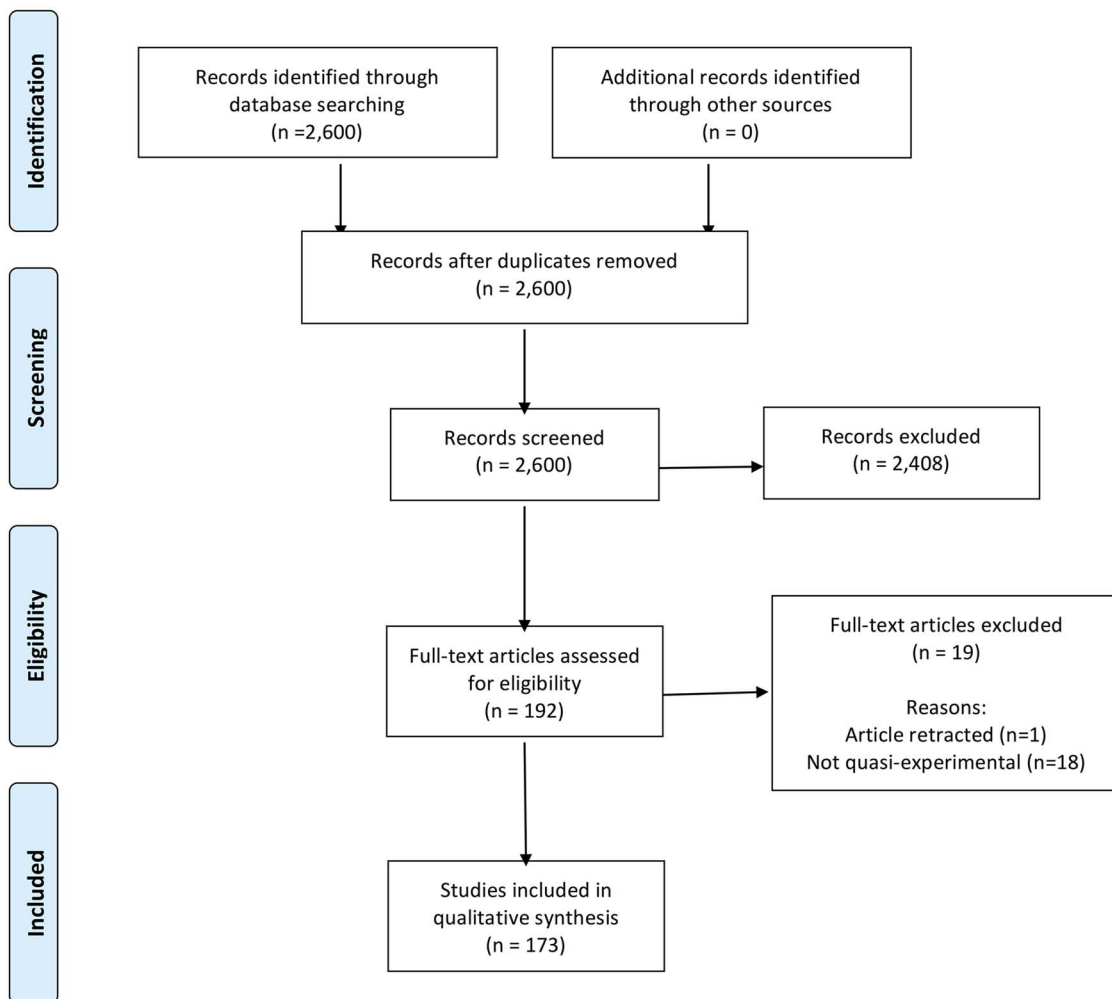 Identification
Records identified through
database searching
(n =2,600)
Additional records identified
through other sources
(n = 0)
Records after duplicates removed
(n = 2,600)
Screening
Records screened
(n = 2,600)
Records excluded
(n = 2,408)
Eligibility
Full-text articles assessed
for eligibility
(n = 192)
Full-text articles excluded
(n = 19)
Reasons:
Article retracted (n=1)
Not quasi-experimental (n=18)
Included
Studies included in
qualitative synthesis
(n = 173)